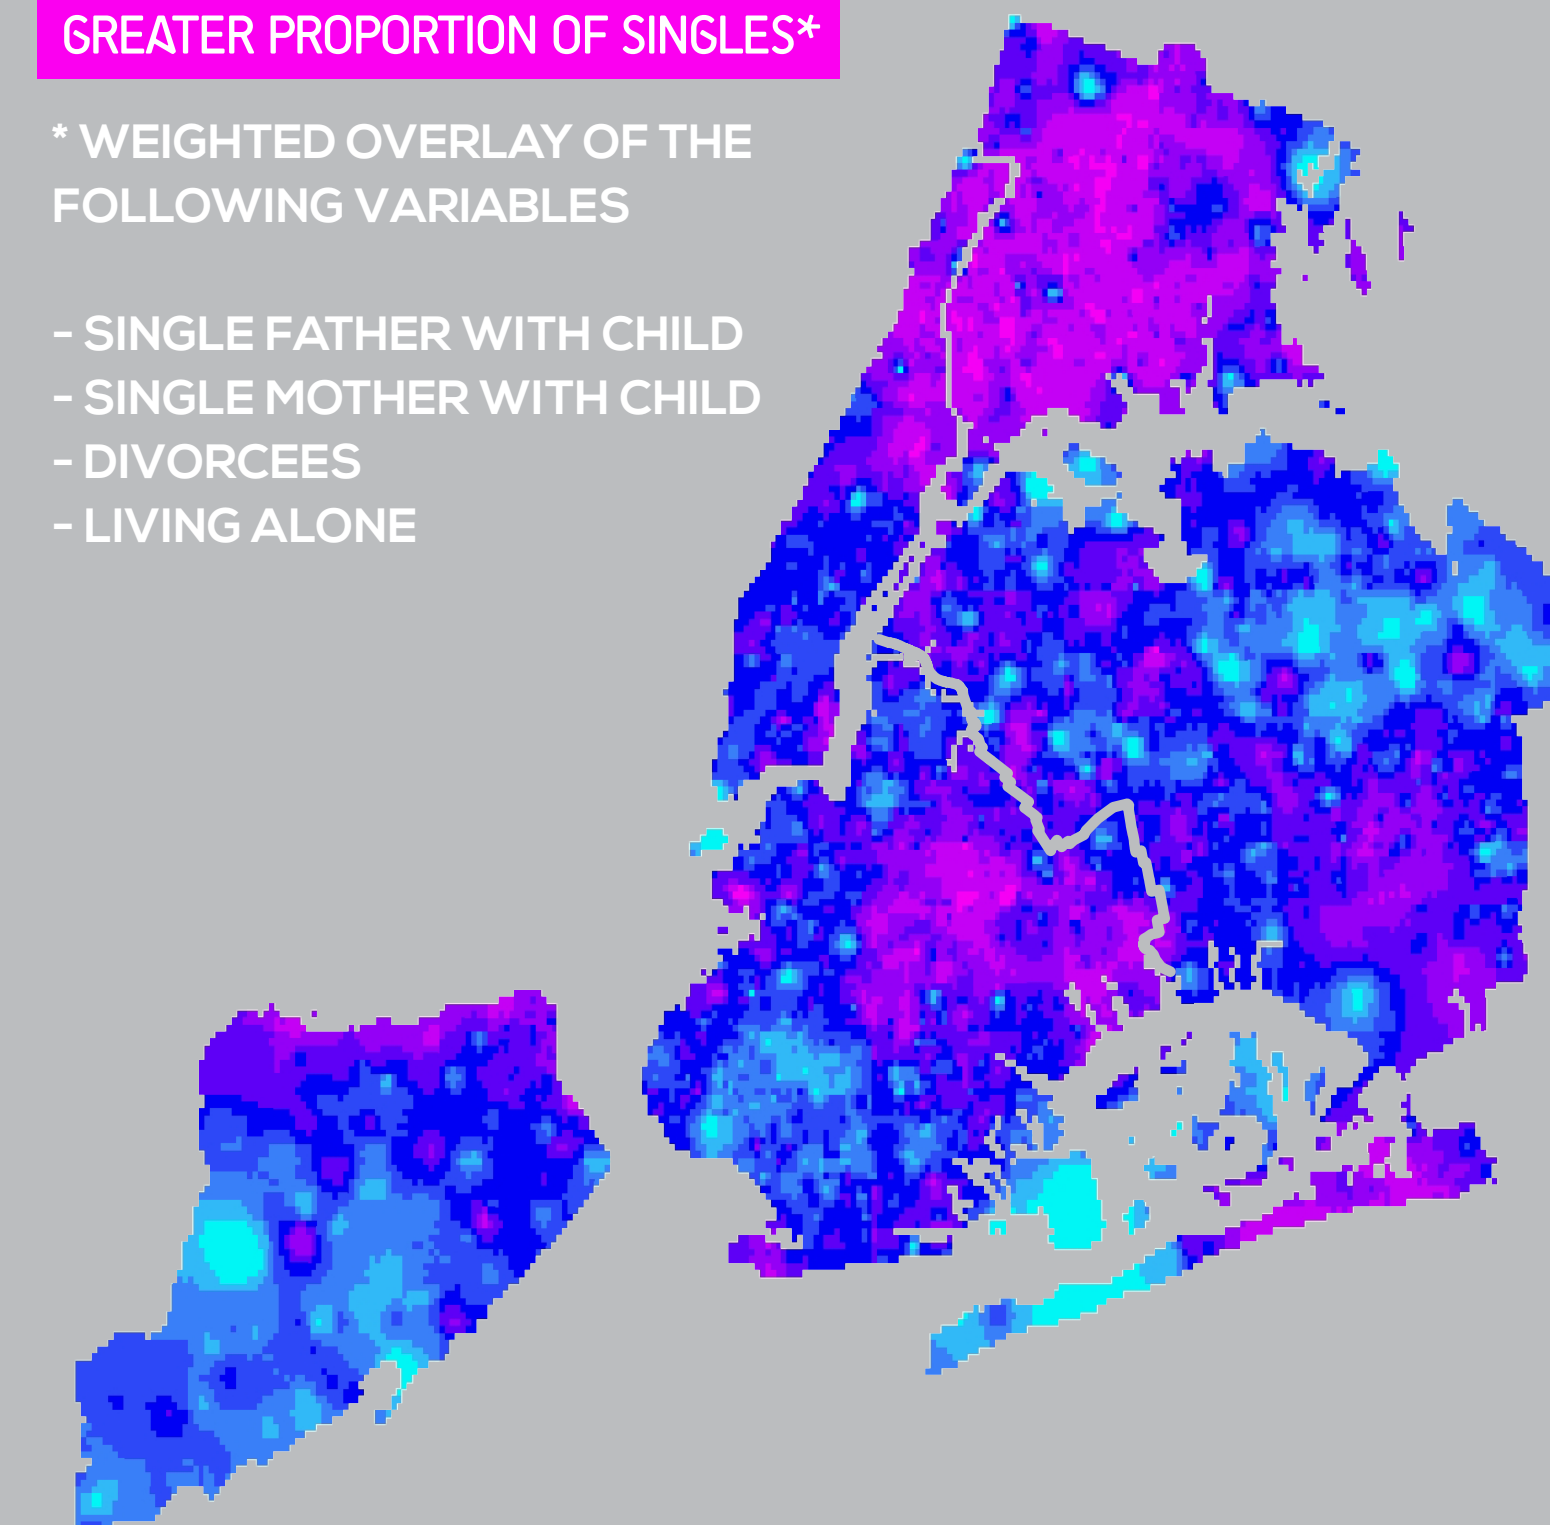 GREATER PROPORTION OF SINGLES*
* WEIGHTED OVERLAY OF THE
FOLLOWING VARIABLES
- SINGLE FATHER WITH CHILD
- SINGLE MOTHER WITH CHILD
- DIVORCEES
- LIVING ALONE